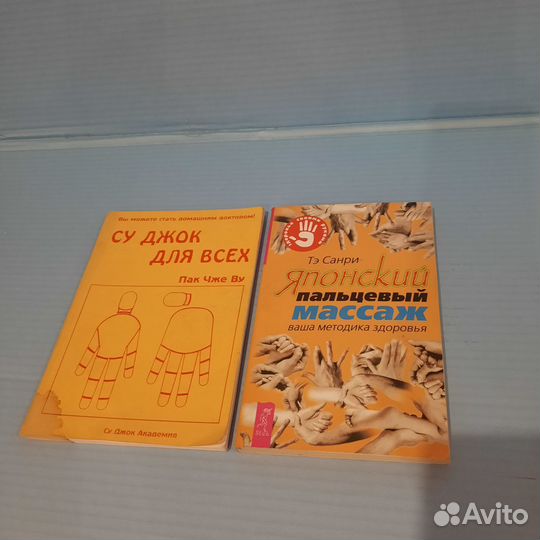 Вы можете стать домашним доктором!
СУ ДЖОК
ДЛЯ ВСЕХ
Пак Чже Ву
Су Джок Академия
Тэ Санри
Японский
пальцевый
массаж
ваша методика здоровья
Avito